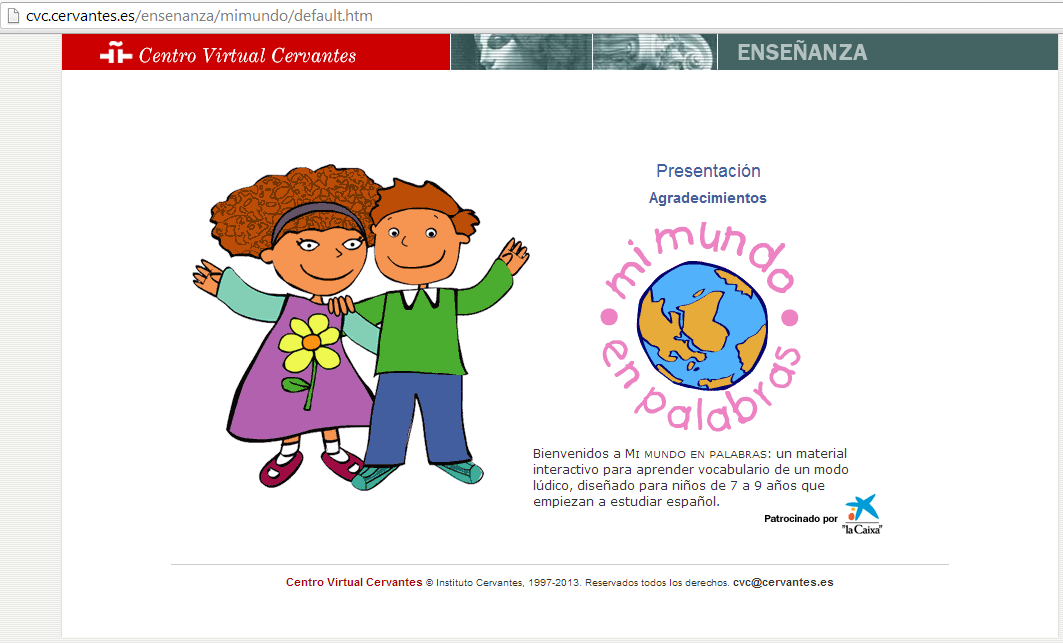 cvc.cervantes.es/ensenanza/mimundo/default.htm
Centro Virtual Cervantes
ENSEÑANZA
Presentación
Agradecimientos
mi mundo
en palabras
Bienvenidos a MI MUNDO EN PALABRAS: un material
interactivo para aprender vocabulario de un modo
lúdico, diseñado para niños de 7 a 9 años que
empiezan a estudiar español.
Patrocinado por
"la Caixa"
Centro Virtual Cervantes © Instituto Cervantes, 1997-2013. Reservados todos los derechos. cvc@cervantes.es